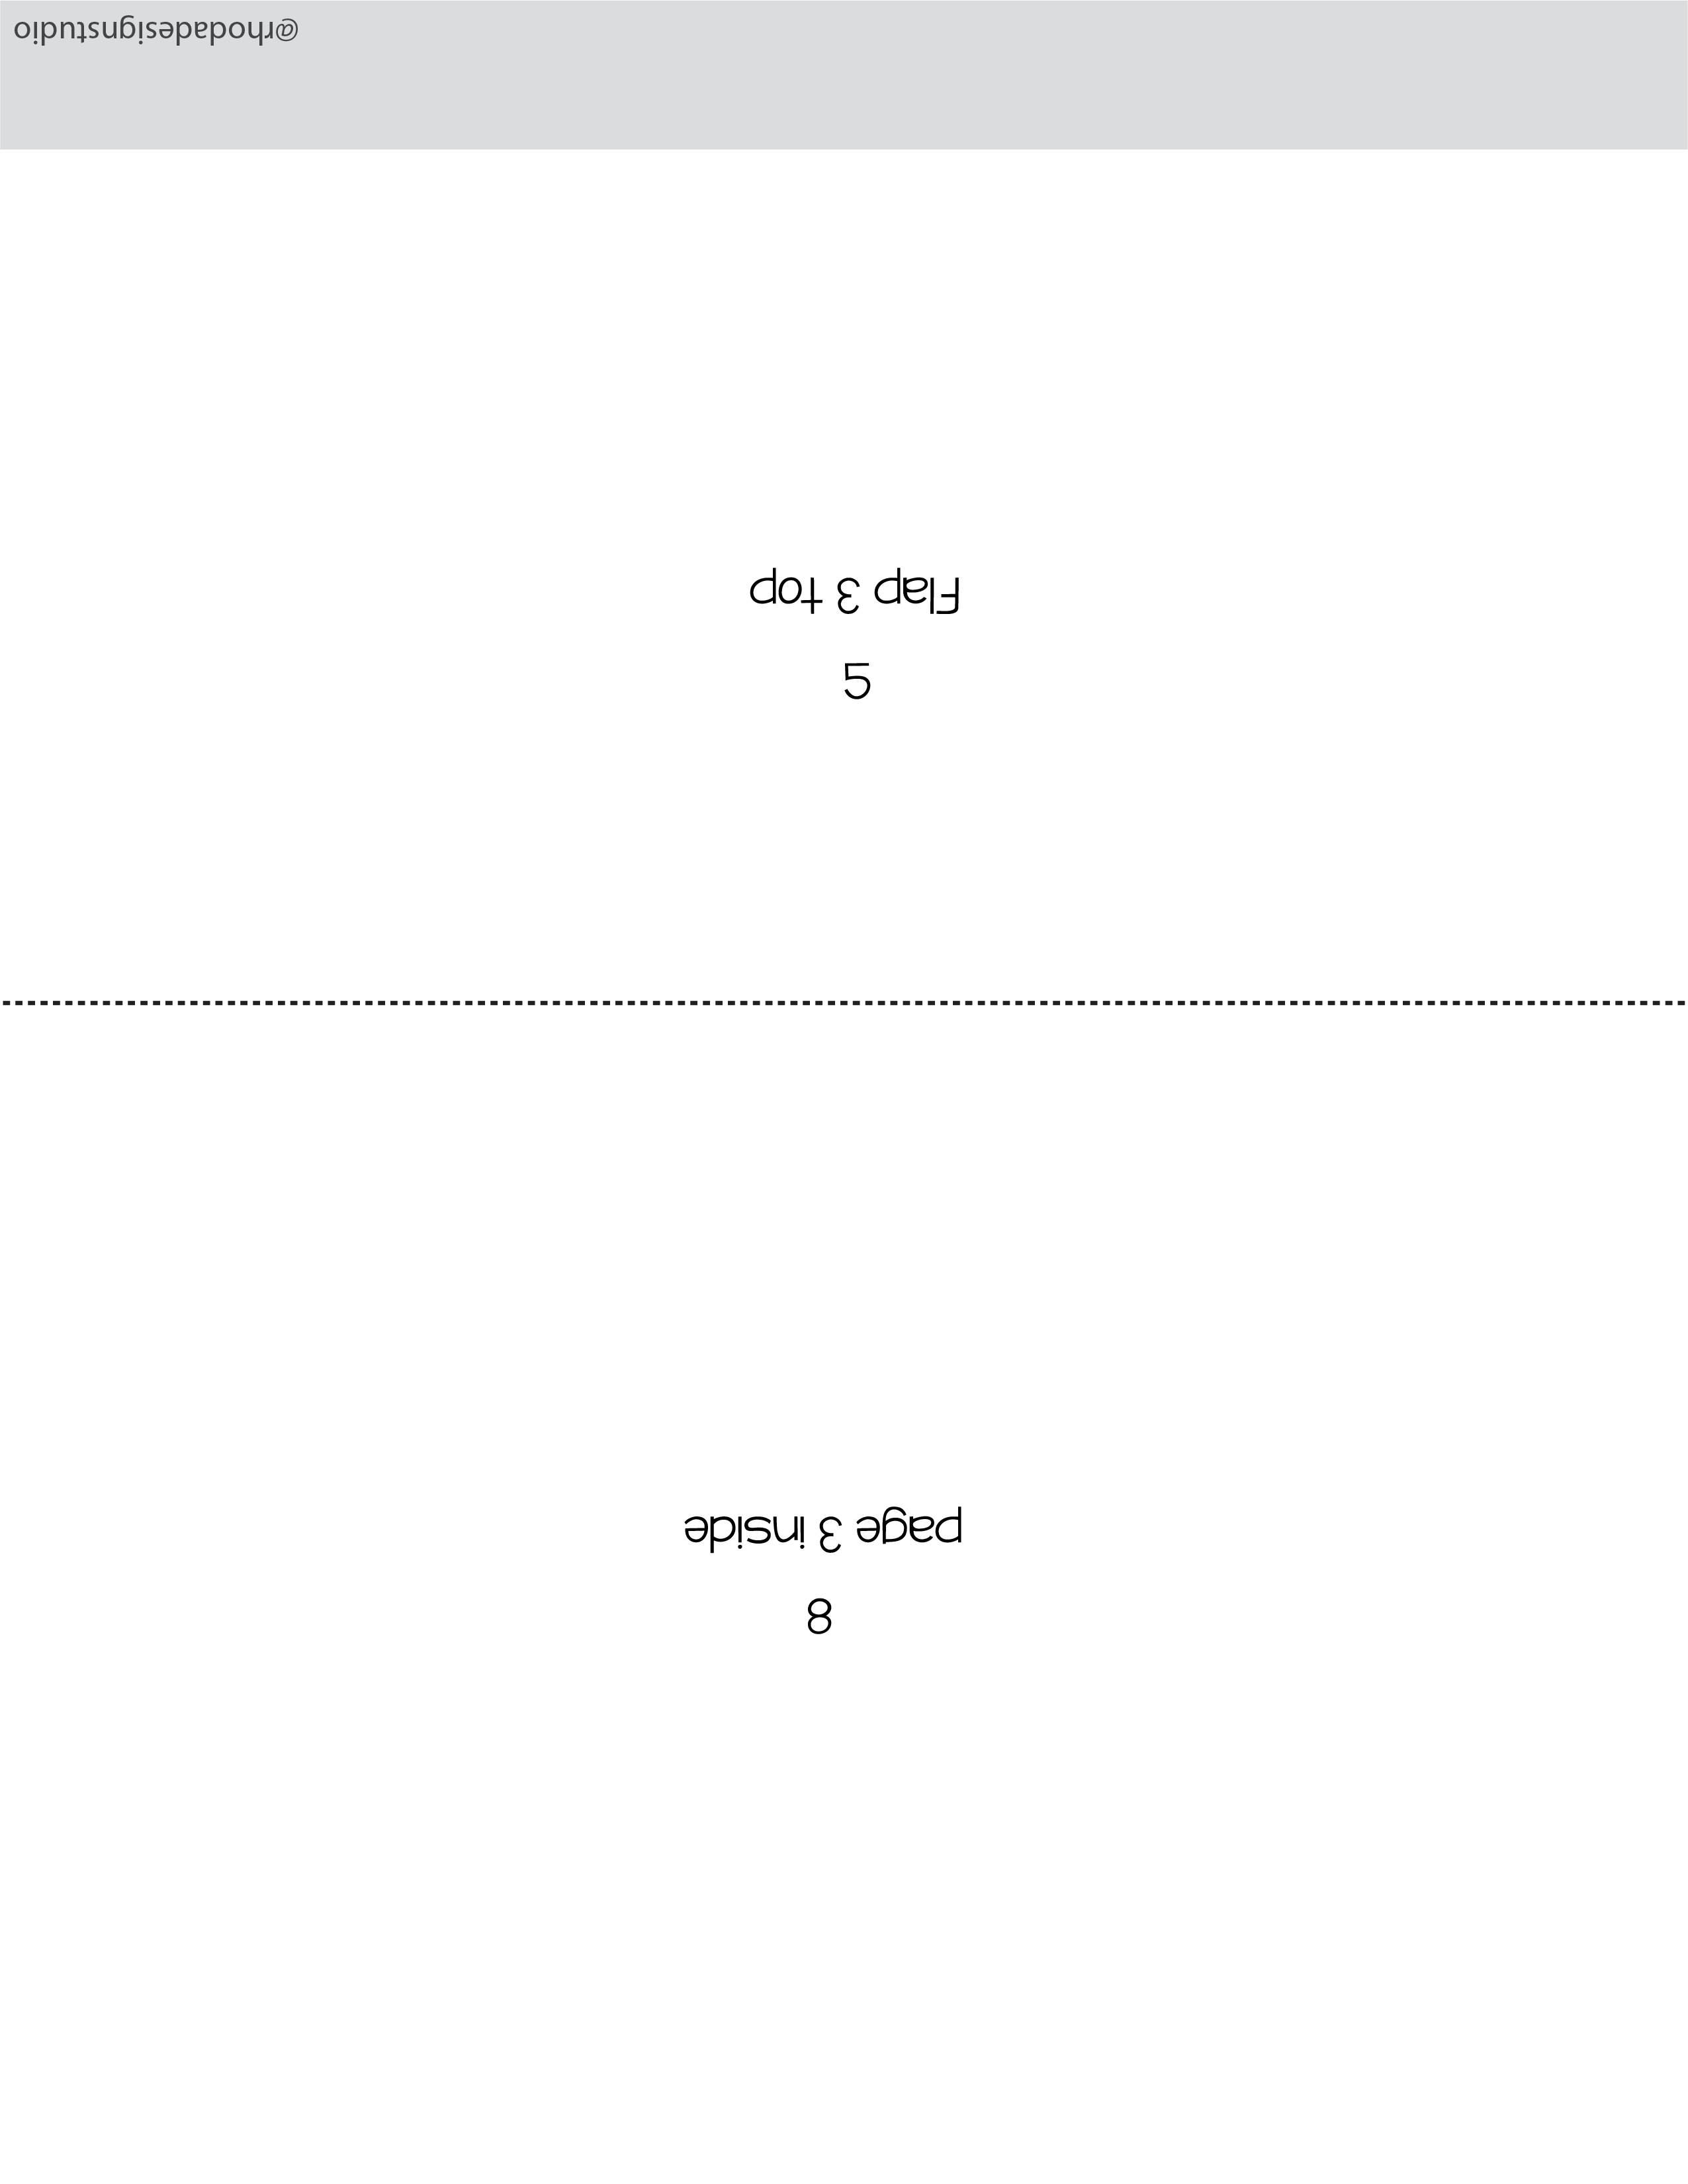 @rhodadesignstudio
Flap 3 top
5
page 3 inside
8